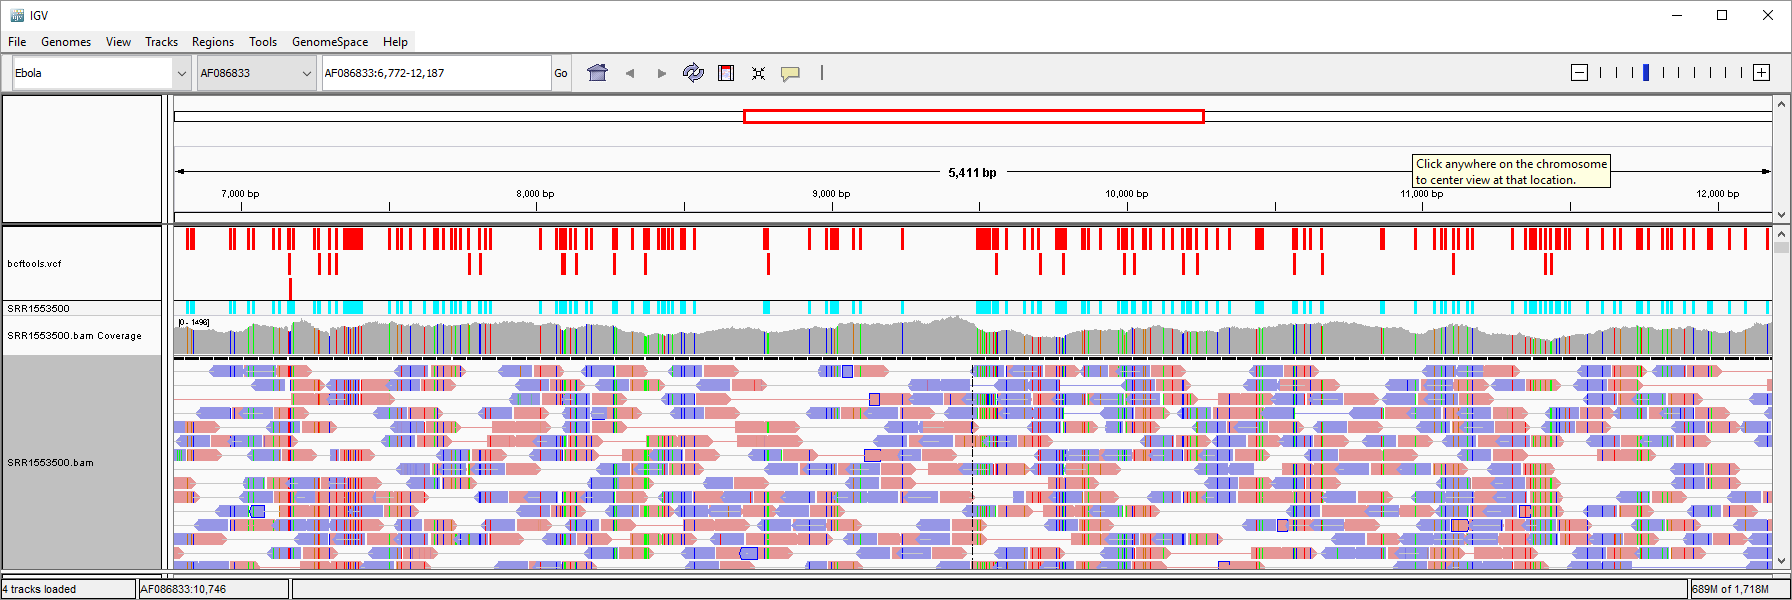 IGV
File Genomes View Tracks Regions Tools GenomeSpace Help
Ebola AF086833 AF086833:6,772-12,187 Go
5,411 bp
Click anywhere on the chromosome
to center view at that location.
7,000 bp 8,000 bp 9,000 bp 10,000 bp 11,000 bp 12,000 bp
bcftools.vcf
SRR1553500
[0 - 1496]
SRR1553500.bam Coverage
SRR1553500.bam
4 tracks loaded AF086833:10,746 689M of 1,718M